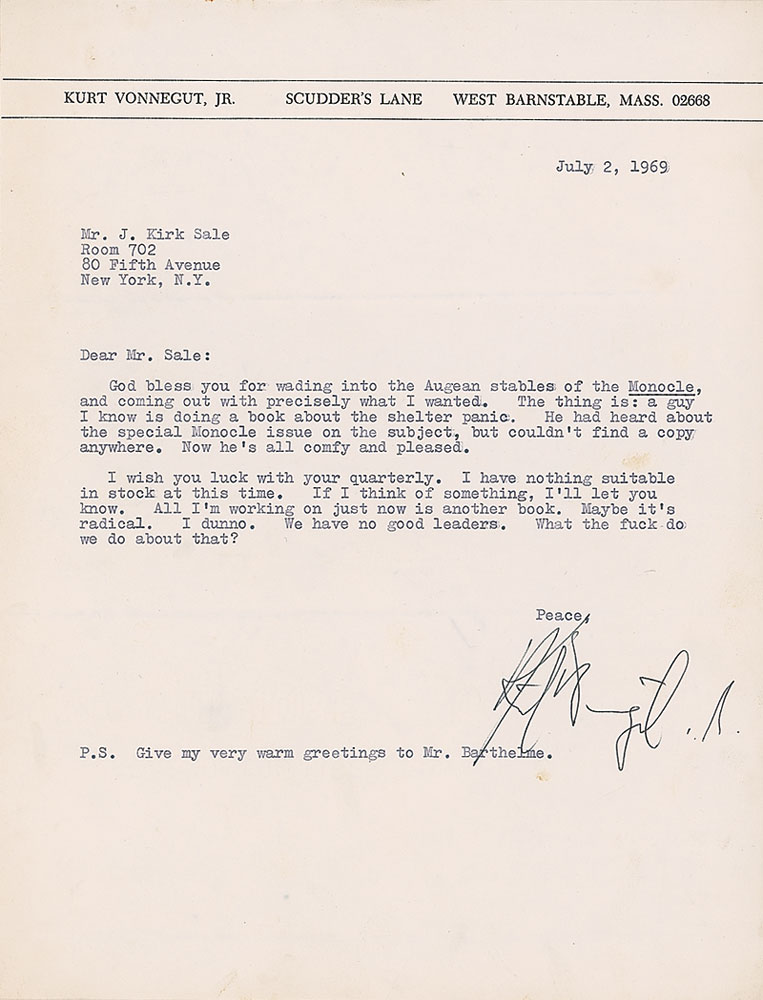 KURT VONNEGUT, JR. SCUDDER'S LANE WEST BARNSTABLE, MASS. 02668
July 2, 1969
Mr. J. Kirk Sale
Room 702
80 Fifth Avenue
New York, N.Y.
Dear Mr. Sale:
God bless you for wading into the Augean stables of the Monocle,
and coming out with precisely what I wanted. The thing is: a guy
I know is doing a book about the shelter panic. He had heard about
the special Monocle issue on the subject, but couldn't find a copy
anywhere. Now he's all comfy and pleased.
I wish you luck with your quarterly. I have nothing suitable
in stock at this time. If I think of something, I'll let you
know. All I'm working on just now is another book. Maybe it's
radical. I dunno. We have no good leaders. What the fuck do
we do about that?
Peace,
P.S. Give my very warm greetings to Mr. Barthelme.